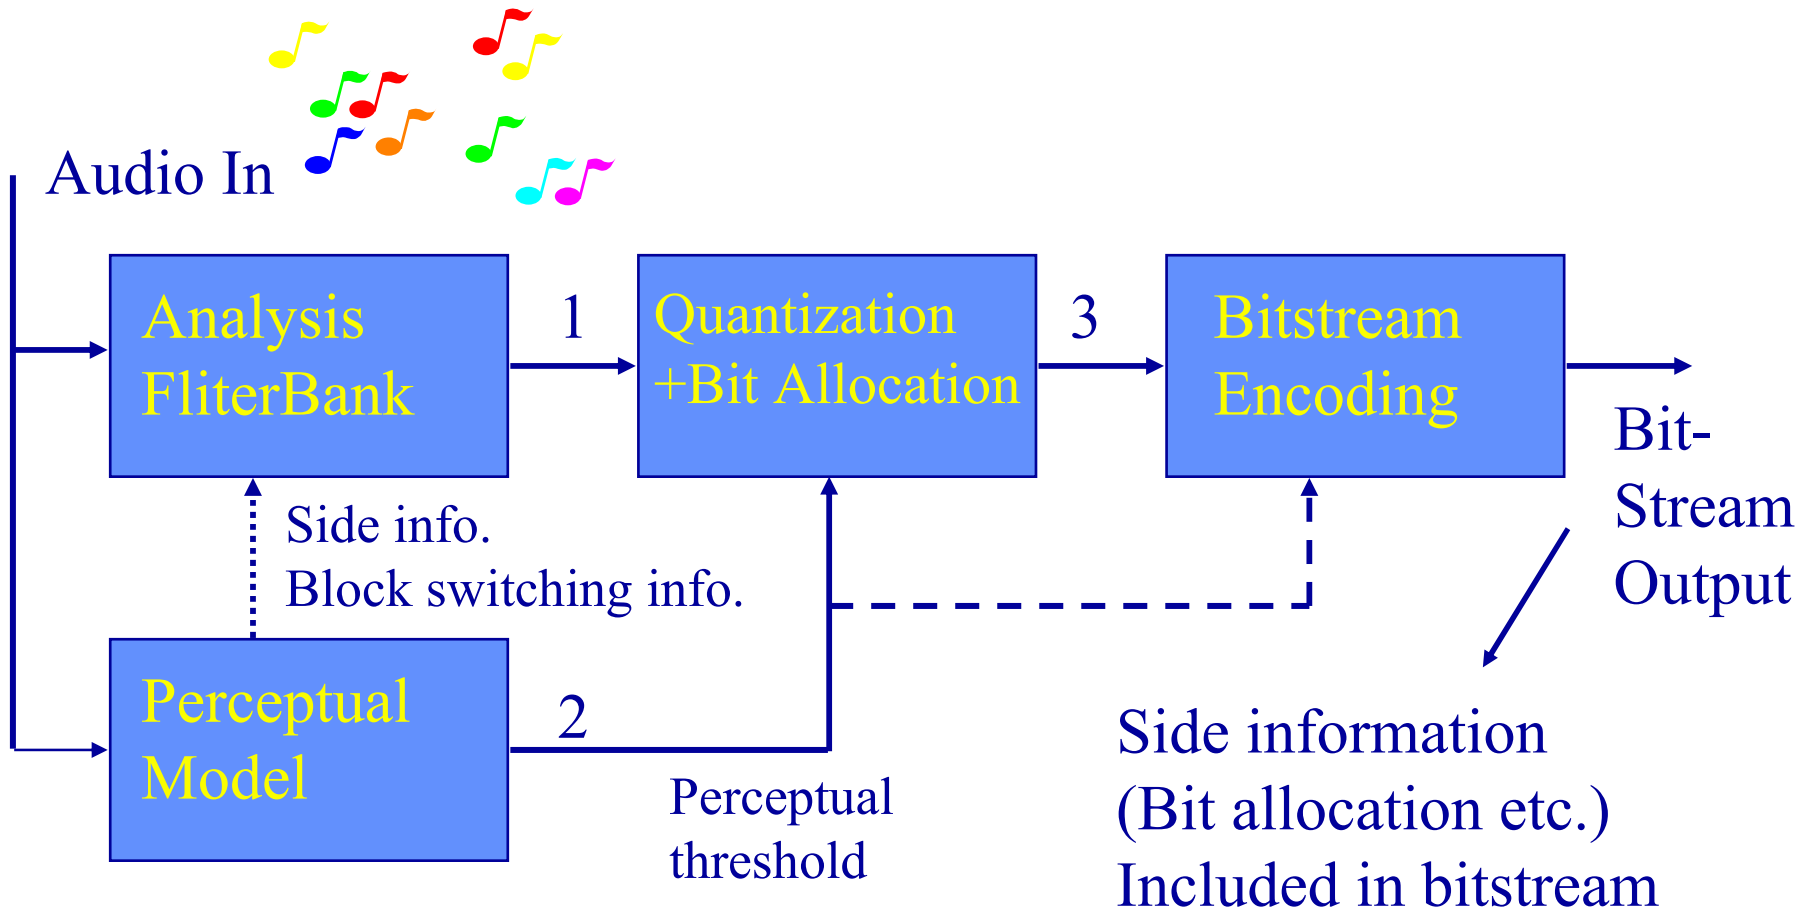 Audio In
Analysis
FliterBank
1
Quantization
+Bit Allocation
3
Bitstream
Encoding
Bit-
Stream
Output
Side info.
Block switching info.
Perceptual
Model
2
Perceptual
threshold
Side information
(Bit allocation etc.)
Included in bitstream